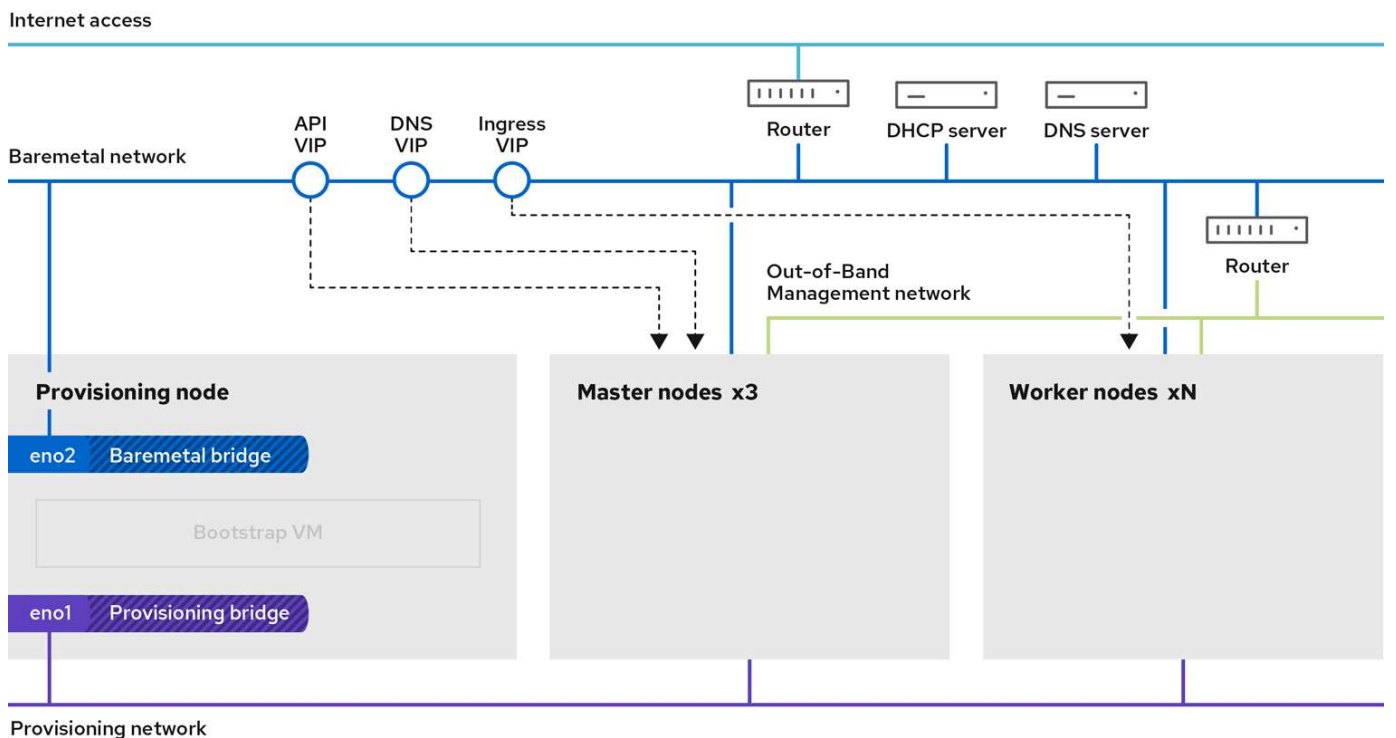 Internet access
API
VIP
DNS
VIP
Ingress
VIP
Router
DHCP server
DNS server
Baremetal network
Out-of-Band
Management network
Router
Provisioning node
eno2
Baremetal bridge
Bootstrap VM
eno1
Provisioning bridge
Master nodes x3
Worker nodes xN
Provisioning network